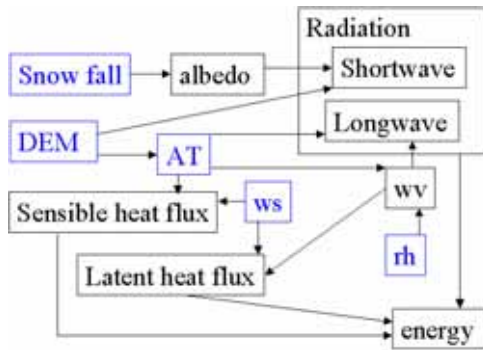 Radiation
Snow fall
albedo
Shortwave
Longwave
DEM
AT
wv
Sensible heat flux
ws
rh
Latent heat flux
energy